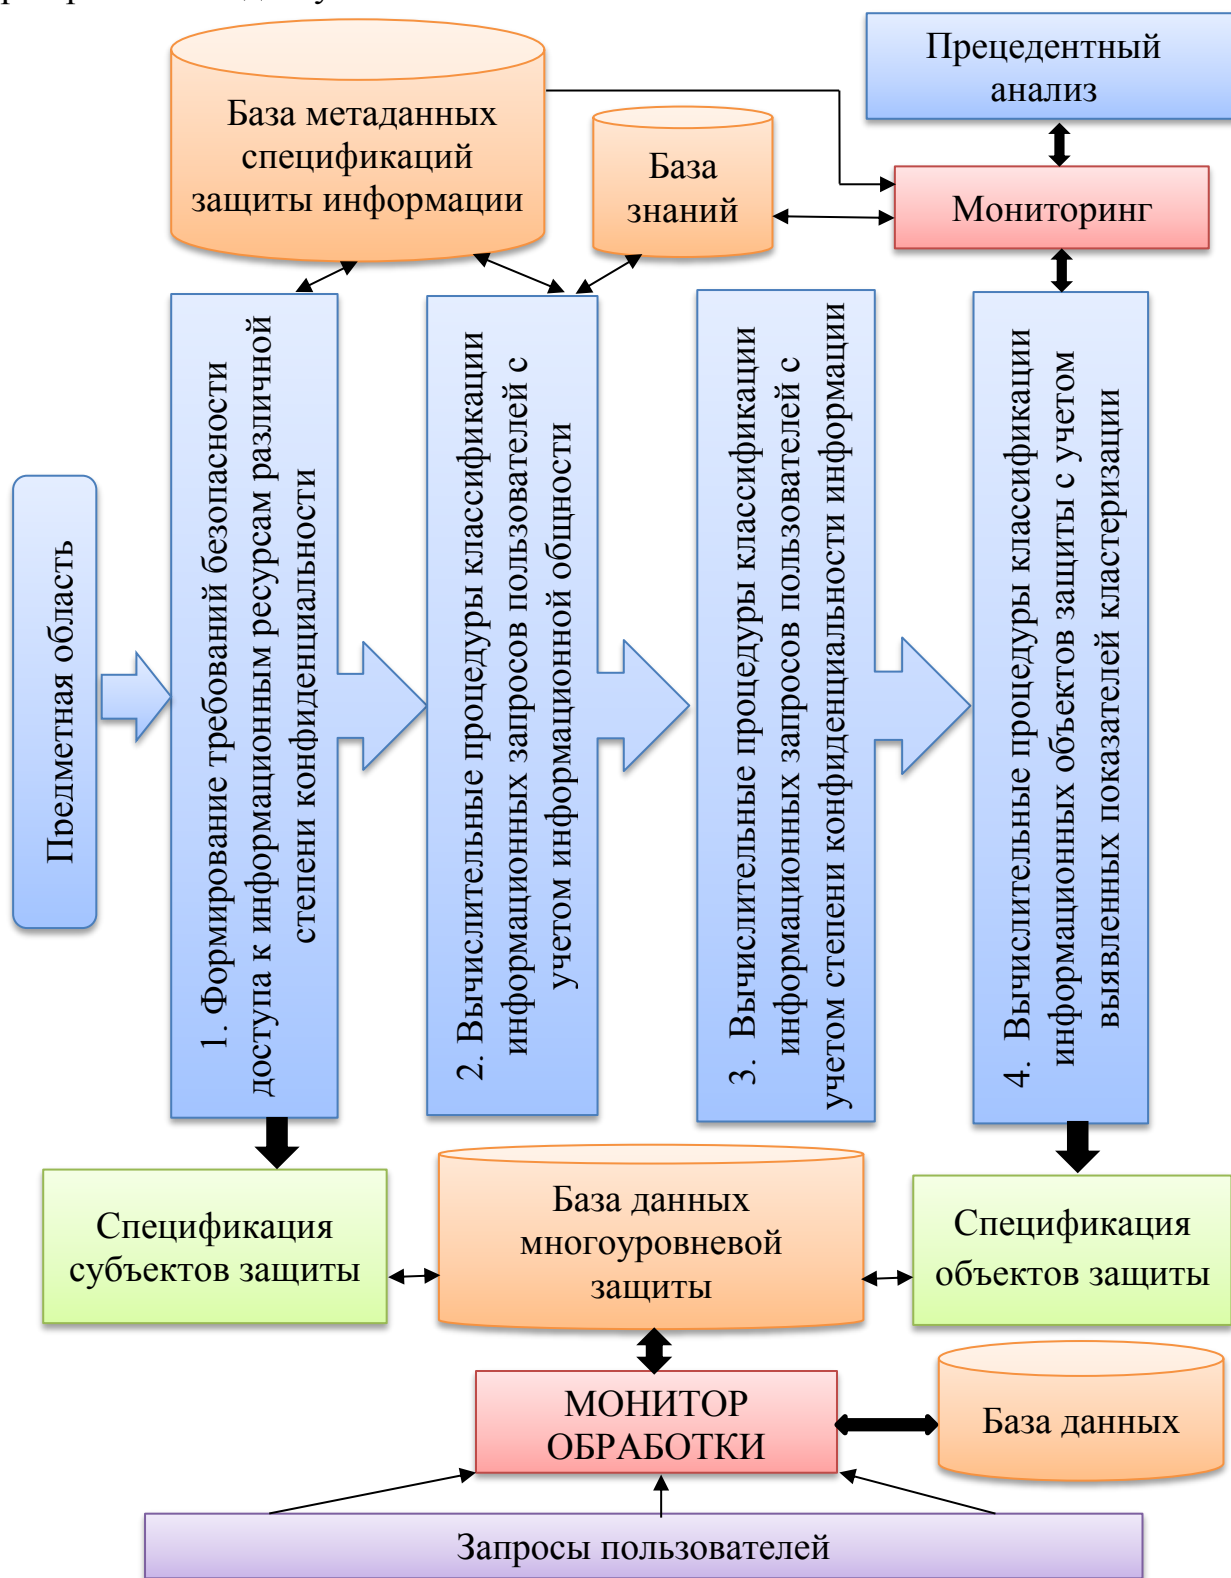 База метаданных
спецификаций
защиты информации
База
знаний
Прецедентный
анализ
Мониторинг
Предметная область
1. Формирование требований безопасности
доступа к информационным ресурсам различной
степени конфиденциальности
2. Вычислительные процедуры классификации
информационных запросов пользователей с
учетом информационной общности
3. Вычислительные процедуры классификации
информационных запросов пользователей с
учетом степени конфиденциальности информации
4. Вычислительные процедуры классификации
информационных объектов защиты с учетом
выявленных показателей кластеризации
Спецификация
субъектов защиты
База данных
многоуровневой
защиты
Спецификация
объектов защиты
МОНИТОР
ОБРАБОТКИ
База данных
Запросы пользователей